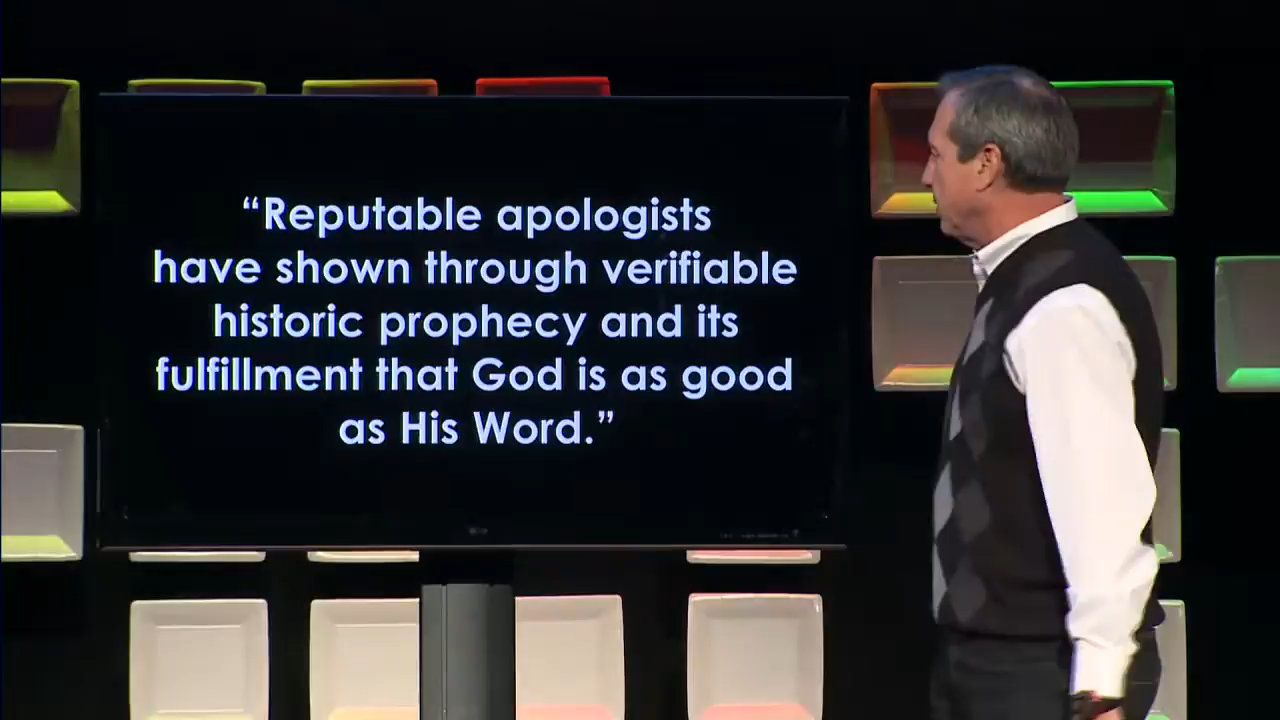 “Reputable apologists
have shown through verifiable
historic prophecy and its
fulfillment that God is as good
as His Word.”